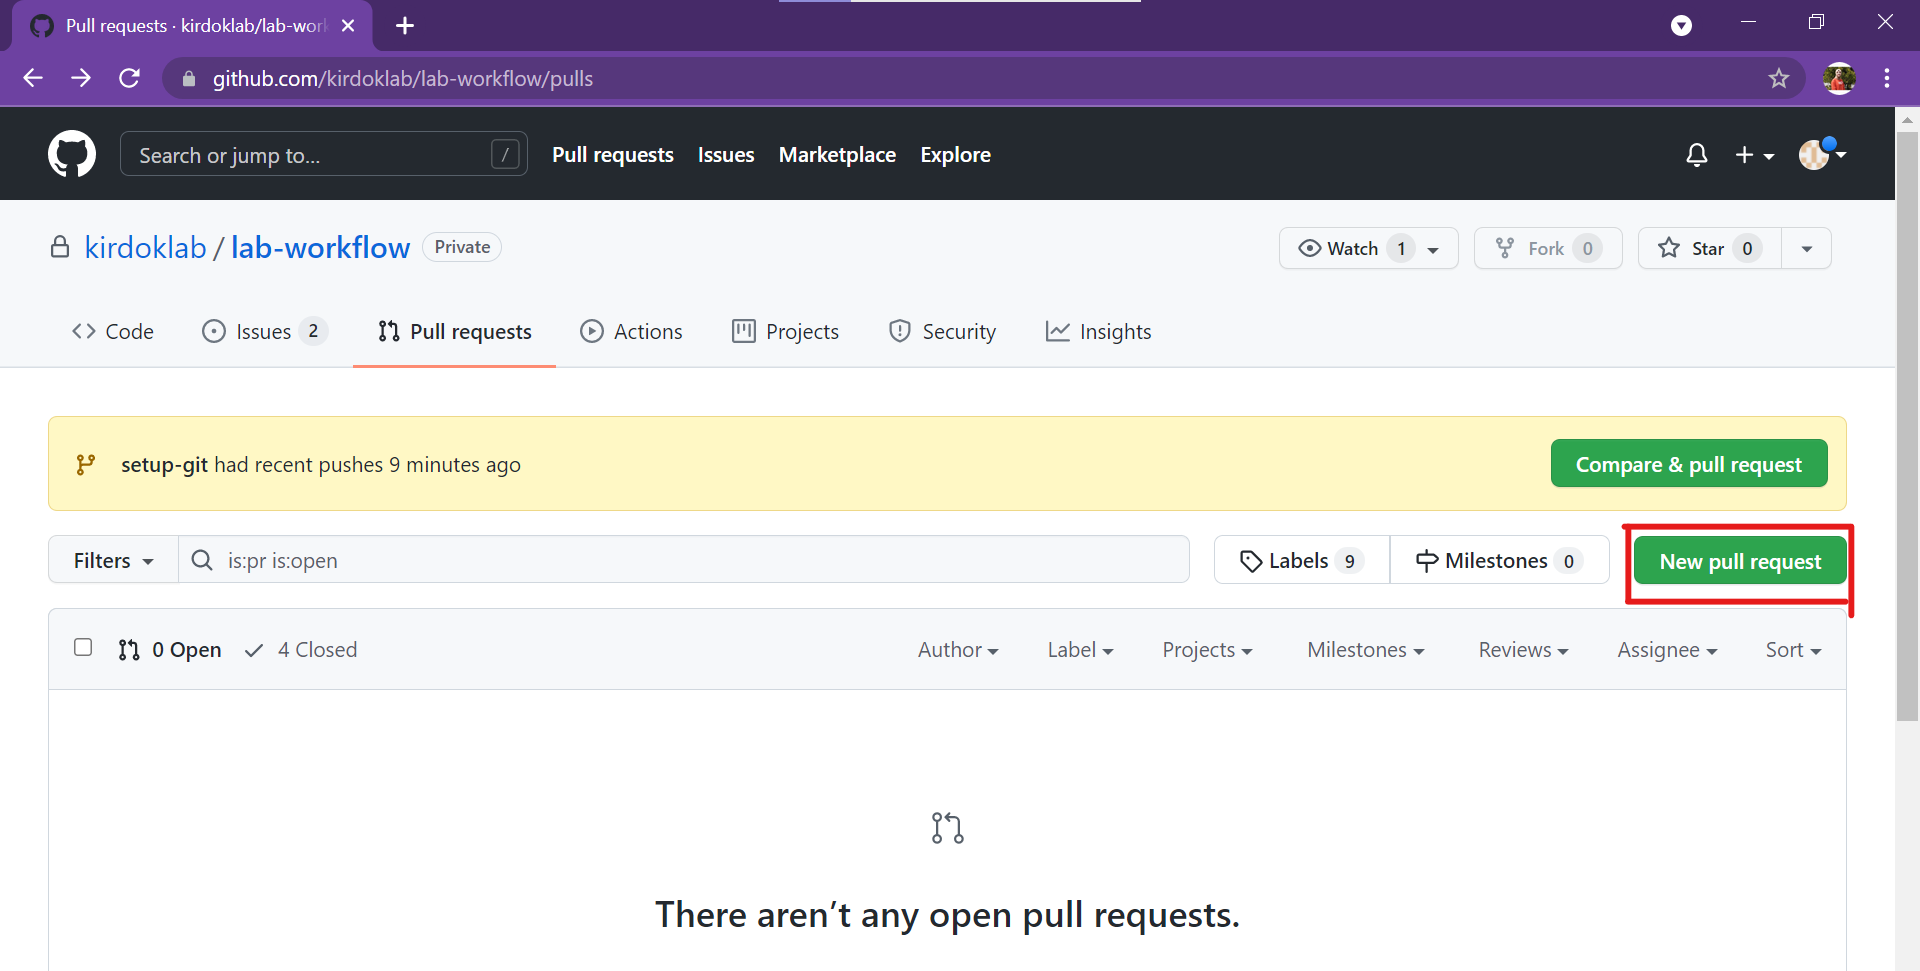 Pull requests · kirdoklab/lab-work
github.com/kirdoklab/lab-workflow/pulls
Search or jump to... / Pull requests Issues Marketplace Explore
kirdoklab / lab-workflow Private Watch 1 Fork 0 Star 0
Code Issues 2 Pull requests Actions Projects Security Insights
setup-git had recent pushes 9 minutes ago Compare & pull request
Filters is:pr is:open Labels 9 Milestones 0 New pull request
0 Open 4 Closed Author Label Projects Milestones Reviews Assignee Sort
There aren’t any open pull requests.